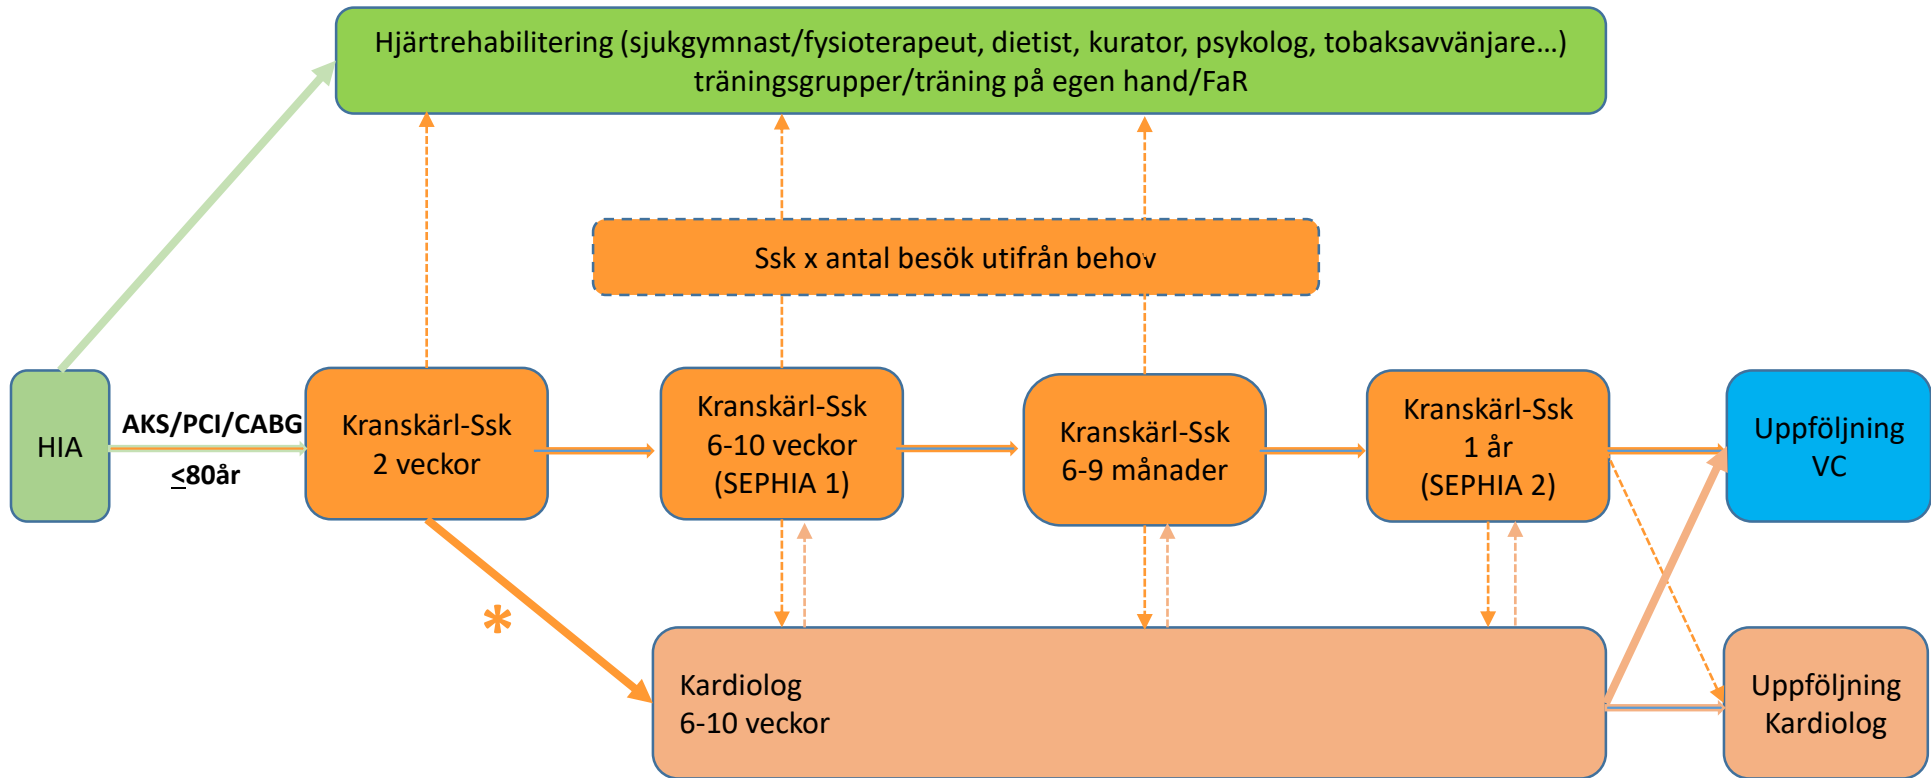 Hjärtrehabilitering (sjukgymnast/fysioterapeut, dietist, kurator, psykolog, tobaksavvänjare…)
träningsgrupper/träning på egen hand/FaR
Ssk x antal besök utifrån behov
HIA
AKS/PCI/CABG
≤80år
Kranskärl-Ssk
2 veckor
Kranskärl-Ssk
6-10 veckor
(SEPHIA 1)
Kranskärl-Ssk
6-9 månader
Kranskärl-Ssk
1 år
(SEPHIA 2)
Uppföljning
VC
*
Kardiolog
6-10 veckor
Uppföljning
Kardiolog